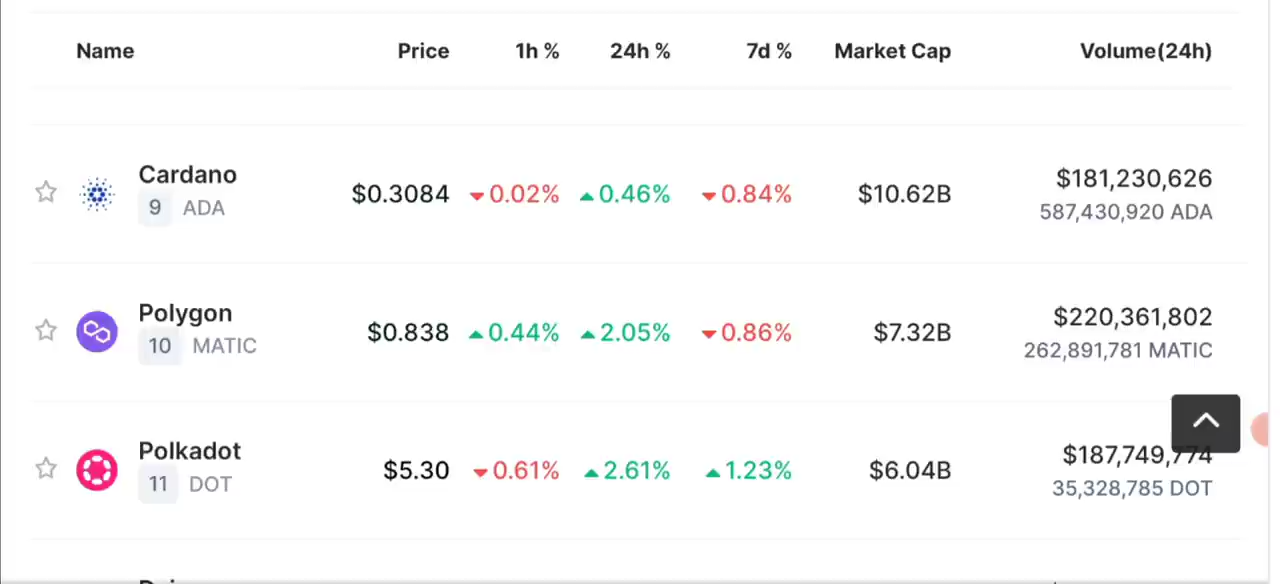 Name Price 1h % 24h % 7d % Market Cap Volume(24h)
Cardano
9 ADA
$0.3084 0.02% 0.46% 0.84% $10.62B
$181,230,626
587,430,920 ADA
Polygon
10 MATIC
$0.838 0.44% 2.05% 0.86% $7.32B
$220,361,802
262,891,781 MATIC
Polkadot
11 DOT
$5.30 0.61% 2.61% 1.23% $6.04B
$187,749,774
35,328,785 DOT